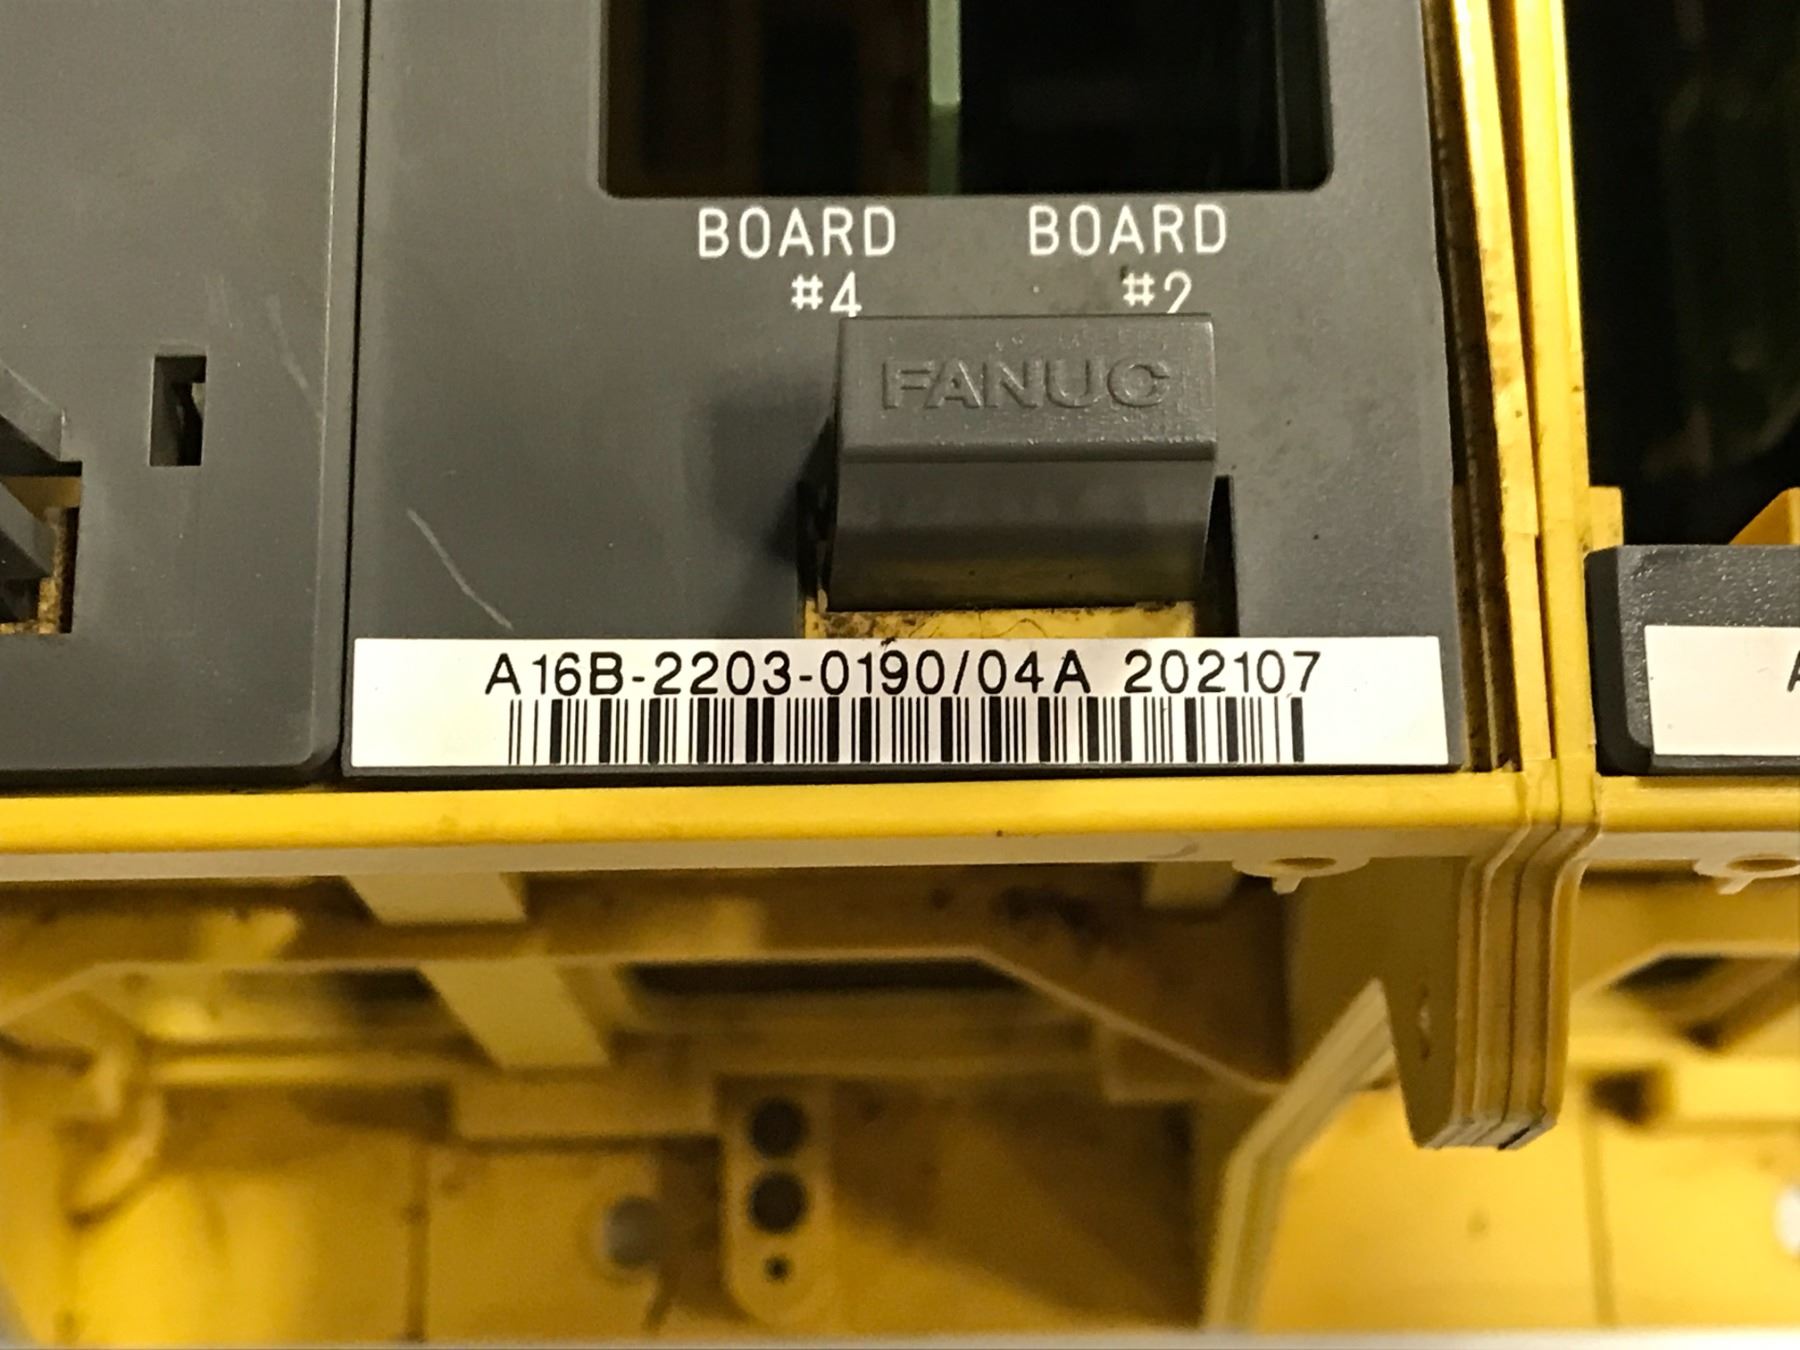 BOARD BOARD
#4 #2
FANUC
A16B-2203-0190/04A 202107